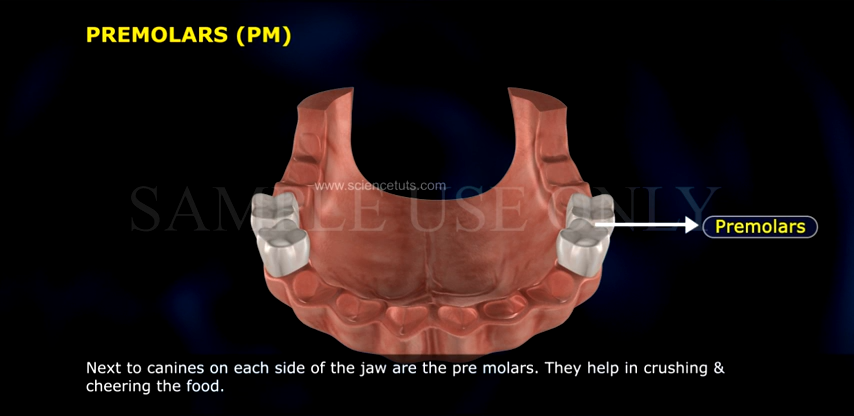 PREMOLARS (PM)
www.sciencetuts.com
SAMPLE USE ONLY
Premolars
Next to canines on each side of the jaw are the pre molars. They help in crushing &
cheering the food.